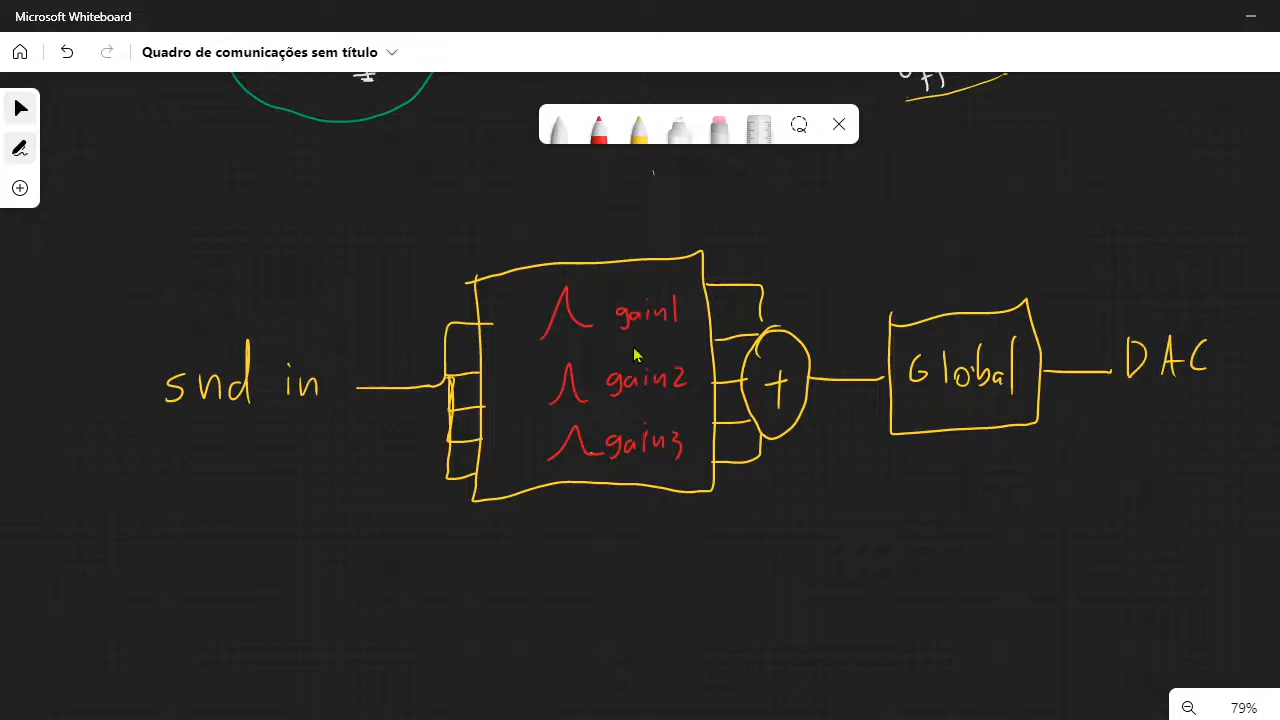 Microsoft Whiteboard
Quadro de comunicações sem título
snd in
gain1
gain2
gain3
+
Global
DAC
79%